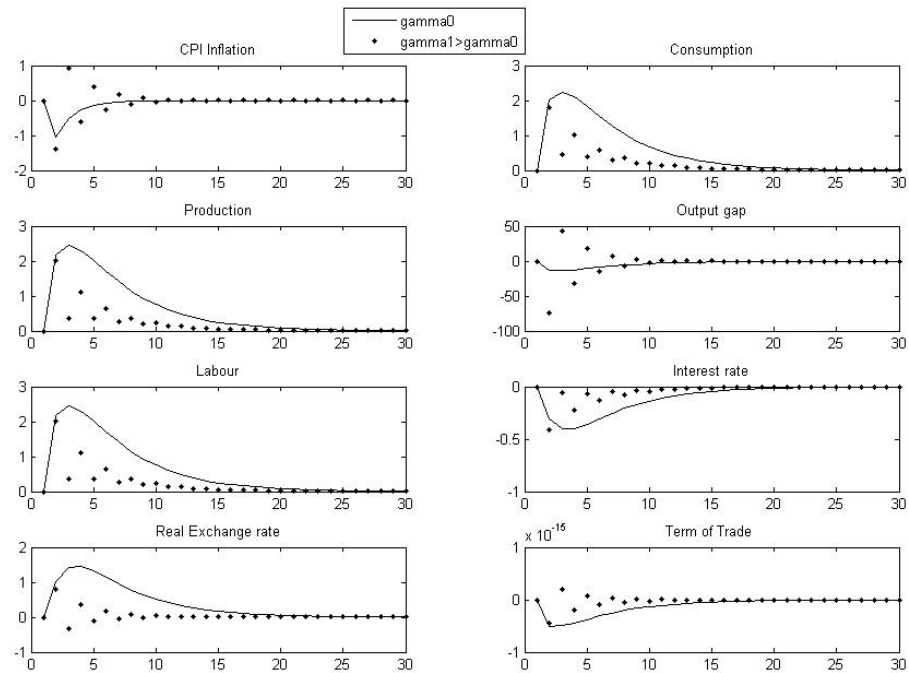 gamma0
gamma1>gamma0
CPI Inflation
1
0
-1
-2
0 5 10 15 20 25 30
Consumption
3
2
1
0
0 5 10 15 20 25 30
Production
3
2
1
0
0 5 10 15 20 25 30
Output gap
50
0
-50
-100
0 5 10 15 20 25 30
Labour
3
2
1
0
0 5 10 15 20 25 30
Interest rate
0
-0.5
-1
0 5 10 15 20 25 30
Real Exchange rate
2
1
0
-1
0 5 10 15 20 25 30
x 10^-15 Term of Trade
1
0
-1
0 5 10 15 20 25 30